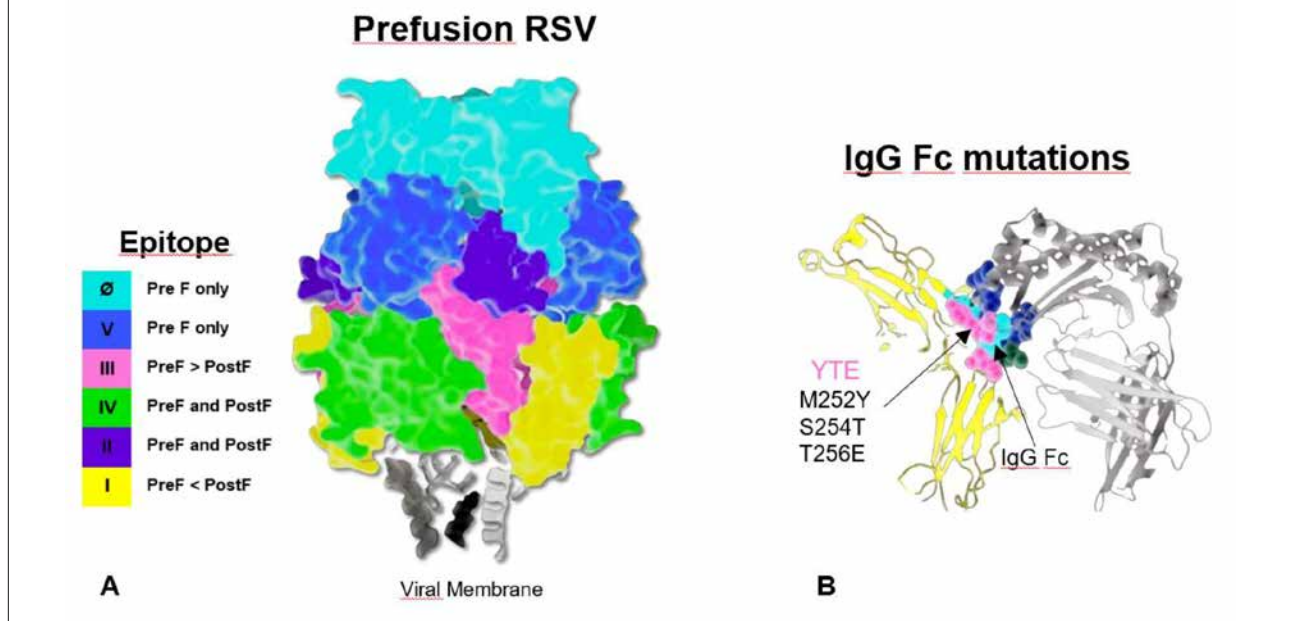 Prefusion RSV
Epitope
Ø Pre F only
V Pre F only
III PreF > PostF
IV PreF and PostF
II PreF and PostF
I PreF < PostF
Viral Membrane
A
IgG Fc mutations
YTE
M252Y
S254T
T256E
IgG Fc
B